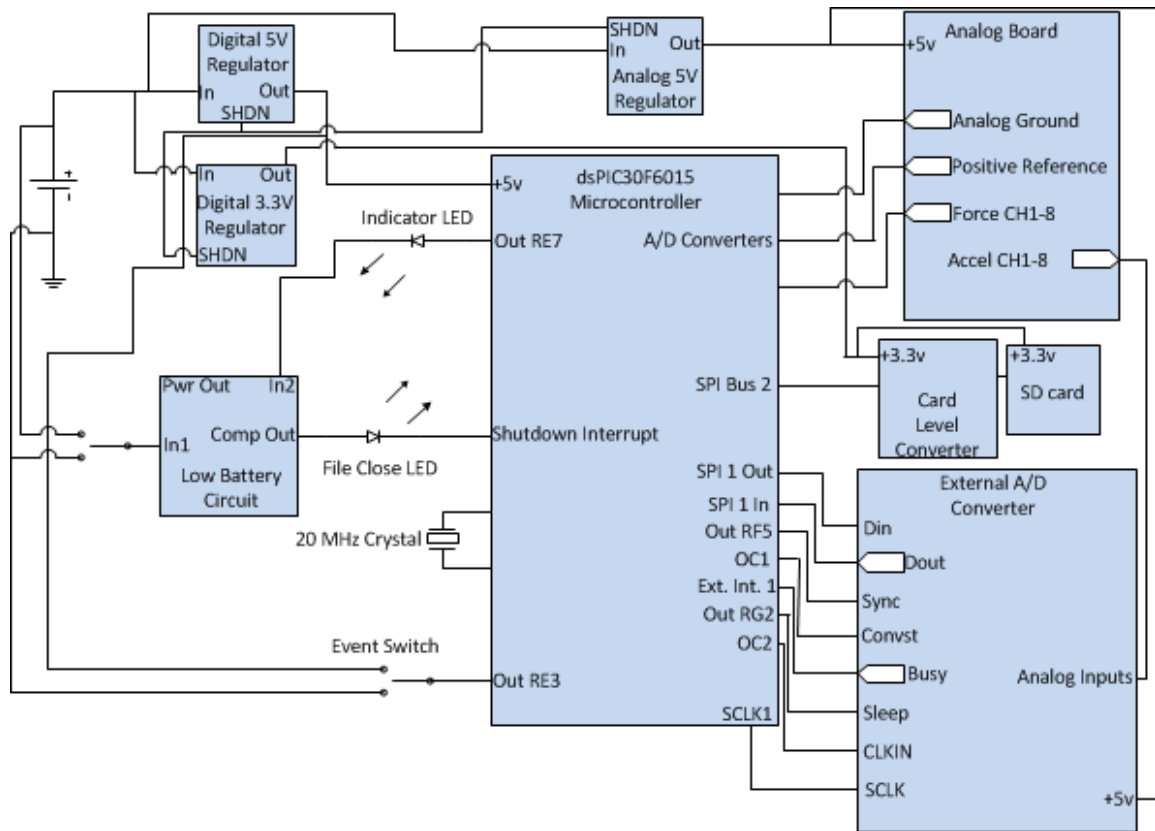 Digital 5V
Regulator
In
Out
SHDN
SHDN
In
Out
Analog 5V
Regulator
Analog Board
+5v
Analog Ground
Positive Reference
Force CH1-8
Accel CH1-8
+
-
In
Out
Digital 3.3V
Regulator
SHDN
dsPIC30F6015
Microcontroller
+5v
Out RE7
A/D Converters
SPI Bus 2
Shutdown Interrupt
SPI 1 Out
SPI 1 In
Out RF5
OC1
Ext. Int. 1
Out RG2
OC2
Out RE3
SCLK1
Indicator LED
Pwr Out
In2
Comp Out
In1
Low Battery
Circuit
File Close LED
20 MHz Crystal
Event Switch
+3.3v
Card
Level
Converter
+3.3v
SD card
External A/D
Converter
Din
Dout
Sync
Convst
Busy
Analog Inputs
Sleep
CLKIN
SCLK
+5v